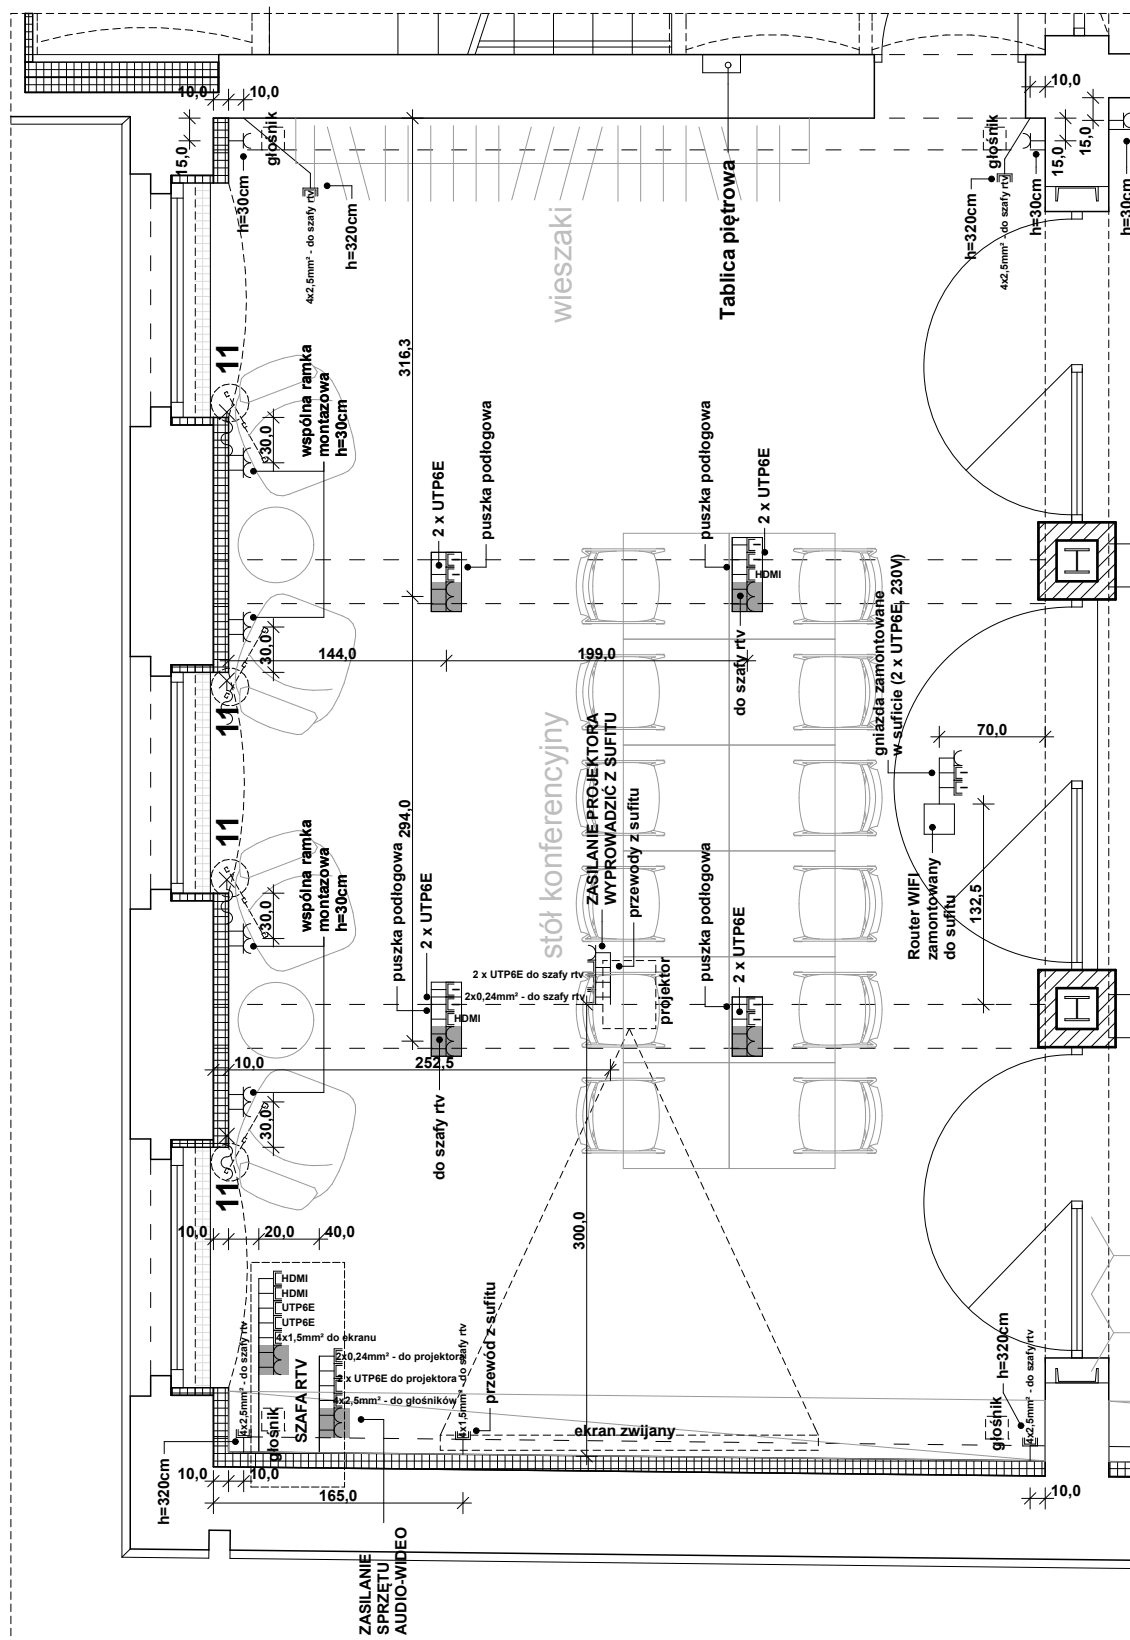 10,0
10,0
10,0
15,0
głośnik
h=30cm
4x2,5mm² - do szafy rtv
h=320cm
wieszaki
Tablica piętrowa
głośnik
h=320cm
4x2,5mm² - do szafy rtv
h=30cm
15,0
15,0
h=30cm
316,3
11
30,0
wspólna ramka
montazowa
h=30cm
2 x UTP6E
puszka podłogowa
puszka podłogowa
2 x UTP6E
HDMI
do szafy rtv
30,0
144,0
199,0
11
gniazda zamontowane
w suficie (2 x UTP6E, 230V)
70,0
stół konferencyjny
ZASILANIE PROJEKTORA
WYPROWADZIĆ Z SUFITU
przewody z sufitu
294,0
11
30,0
wspólna ramka
montazowa
h=30cm
puszka podłogowa
2 x UTP6E
puszka podłogowa
2 x UTP6E
Router WIFI
zamontowany
do sufitu
132,5
2 x UTP6E do szafy rtv
2x0,24mm² - do szafy rtv
projektor
HDMI
10,0
252,5
do szafy rtv
30,0
11
10,0
20,0
40,0
300,0
HDMI
HDMI
UTP6E
UTP6E
4x1,5mm² do ekranu
4x2,5mm² - do szafy rtv
głośnik
SZAFA RTV
2x0,24mm² - do projektora
2 x UTP6E do projektora
4x2,5mm² - do głośników
4x1,5mm² - do szafy rtv
przewód z sufitu
ekran zwijany
głośnik
h=320cm
4x2,5mm² - do szafy rtv
h=320cm
10,0
10,0
165,0
10,0
ZASILANIE
SPRZĘTU
AUDIO-WIDEO